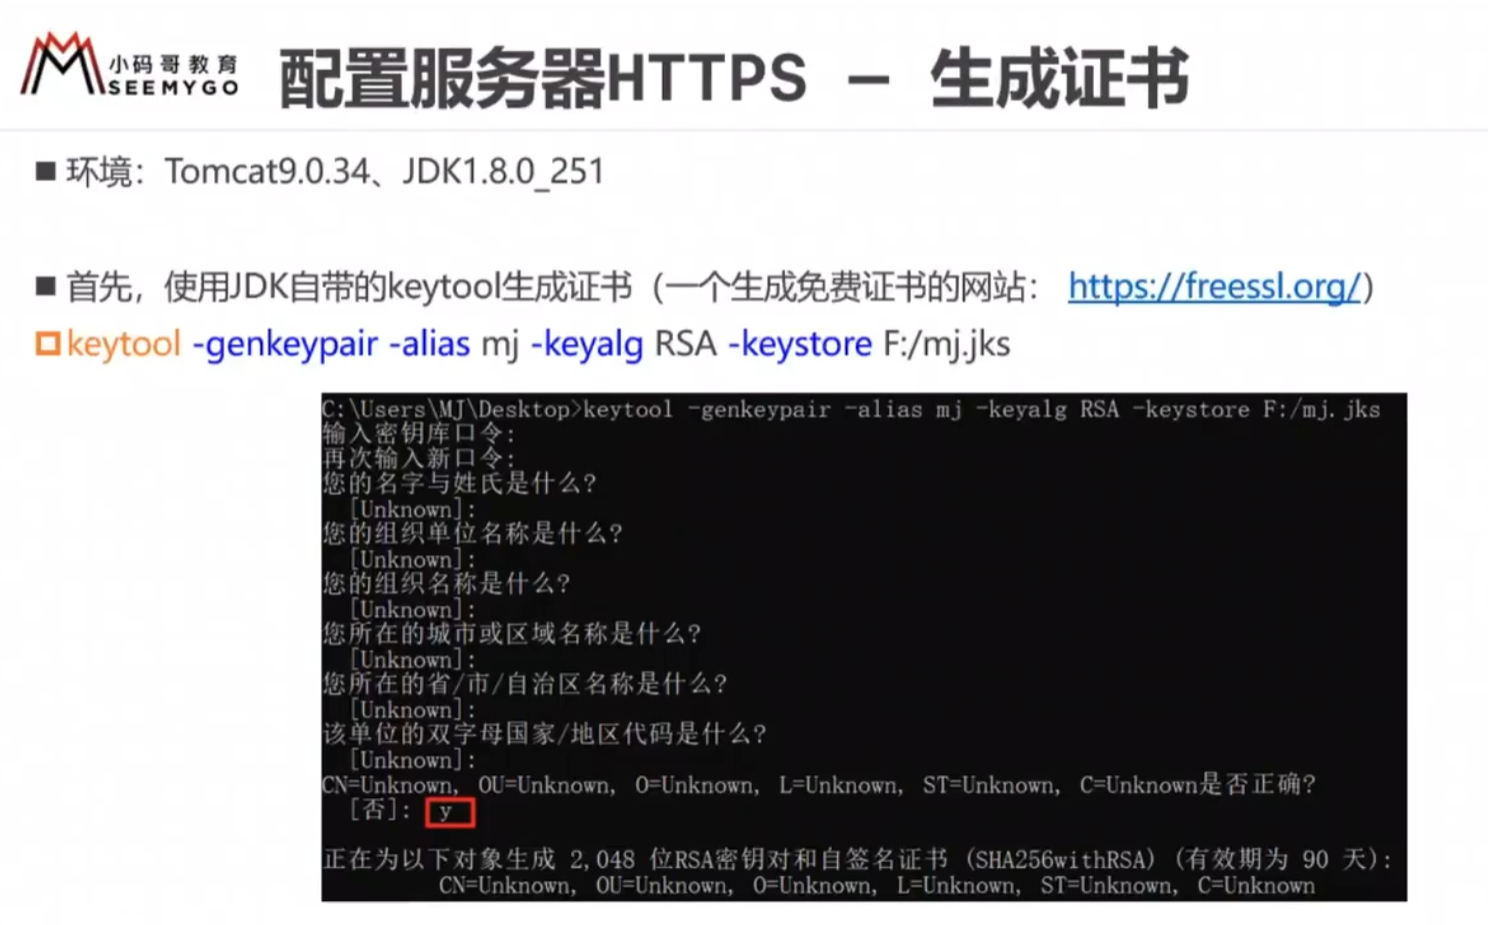 小码哥教育
SEEMYGO
配置服务器HTTPS – 生成证书
环境：Tomcat9.0.34、JDK1.8.0_251
首先，使用JDK自带的keytool生成证书（一个生成免费证书的网站： https://freessl.org/）
keytool -genkeypair -alias mj -keyalg RSA -keystore F:/mj.jks
C:\Users\MJ\Desktop>keytool -genkeypair -alias mj -keyalg RSA -keystore F:/mj.jks
输入密钥库口令:
再次输入新口令:
您的名字与姓氏是什么?
[Unknown]:
您的组织单位名称是什么?
[Unknown]:
您的组织名称是什么?
[Unknown]:
您所在的城市或区域名称是什么?
[Unknown]:
您所在的省/市/自治区名称是什么?
[Unknown]:
该单位的双字母国家/地区代码是什么?
[Unknown]:
CN=Unknown, OU=Unknown, O=Unknown, L=Unknown, ST=Unknown, C=Unknown是否正确?
[否]: y
正在为以下对象生成 2,048 位RSA密钥对和自签名证书 (SHA256withRSA) (有效期为 90 天):
CN=Unknown, OU=Unknown, O=Unknown, L=Unknown, ST=Unknown, C=Unknown